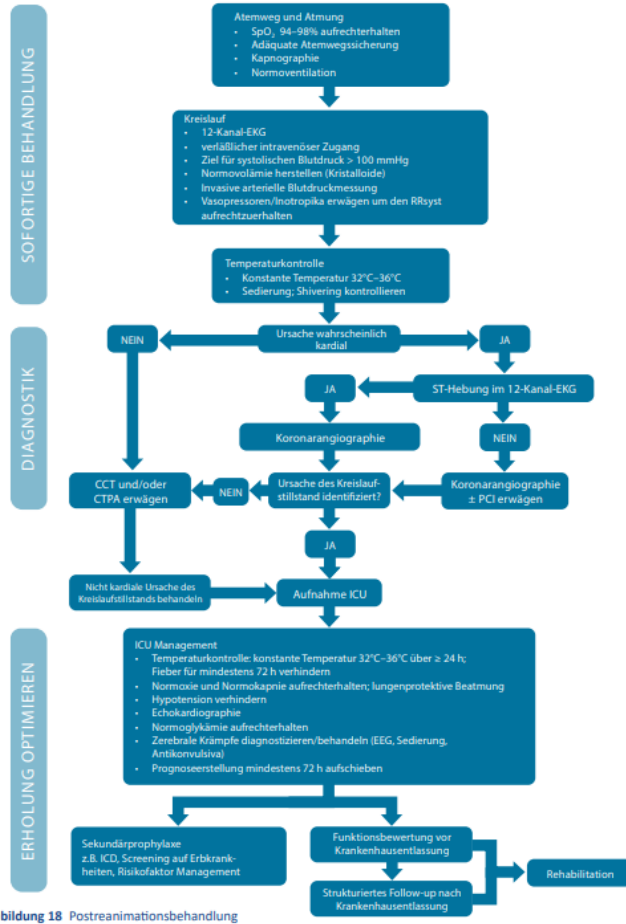 SOFORTIGE BEHANDLUNG
Atemweg und Atmung
• SpO₂ 94–98% aufrechterhalten
• Adäquate Atemwegssicherung
• Kapnographie
• Normoventilation
Kreislauf
• 12-Kanal-EKG
• verläßlicher intravenöser Zugang
• Ziel für systolischen Blutdruck > 100 mmHg
• Normovolämie herstellen (Kristalloide)
• Invasive arterielle Blutdruckmessung
• Vasopressoren/Inotropika erwägen um den RRsyst
aufrechtzuerhalten
Temperaturkontrolle
• Konstante Temperatur 32°C–36°C
• Sedierung; Shivering kontrollieren
DIAGNOSTIK
NEIN
Ursache wahrscheinlich
kardial
JA
JA
ST-Hebung im 12-Kanal-EKG
Koronarangiographie
NEIN
CCT und/oder
CTPA erwägen
NEIN
Ursache des Kreislauf-
stillstand identifiziert?
Koronarangiographie
± PCI erwägen
JA
Nicht kardiale Ursache des
Kreislaufstillstands behandeln
Aufnahme ICU
ERHOLUNG OPTIMIEREN
ICU Management
• Temperaturkontrolle: konstante Temperatur 32°C–36°C über ≥ 24 h;
Fieber für mindestens 72 h verhindern
• Normoxie und Normokapnie aufrechterhalten; lungenprotektive Beatmung
• Hypotension verhindern
• Echokardiographie
• Normoglykämie aufrechterhalten
• Zerebrale Krämpfe diagnostizieren/behandeln (EEG, Sedierung,
Antikonvulsiva)
• Prognoseerstellung mindestens 72 h aufschieben
Sekundärprophylaxe
z.B. ICD, Screening auf Erbkrank-
heiten, Risikofaktor Management
Funktionsbewertung vor
Krankenhausentlassung
Rehabilitation
Strukturiertes Follow-up nach
Krankenhausentlassung
bildung 18 Postreanimationsbehandlung